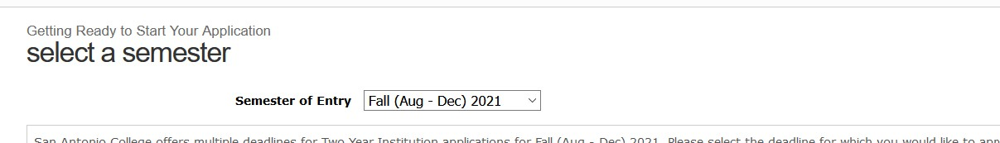 Getting Ready to Start Your Application
select a semester
Semester of Entry Fall (Aug - Dec) 2021
San Antonio College offers multiple deadlines for Two Year Institution applications for Fall (Aug - Dec) 2021. Please select the deadline for which you would like to